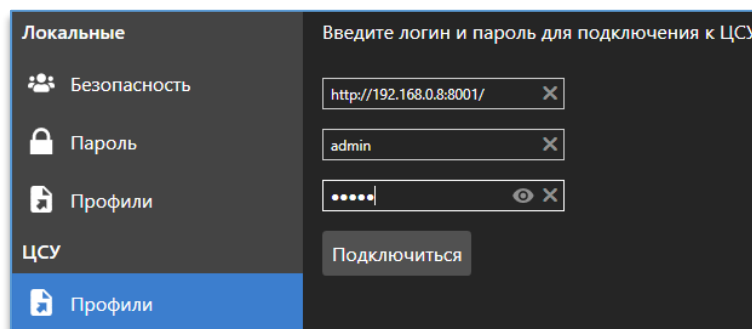 Локальные
Безопасность
Пароль
Профили
ЦСУ
Профили
Введите логин и пароль для подключения к ЦСУ
http://192.168.0.8:8001/
admin
•••••
Подключиться